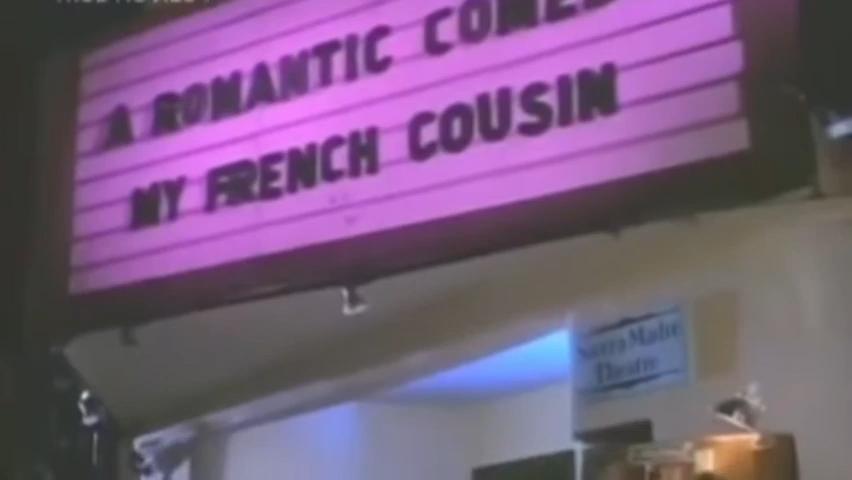 A ROMANTIC COMED
MY FRENCH COUSIN
Sierra Madre
Theatre